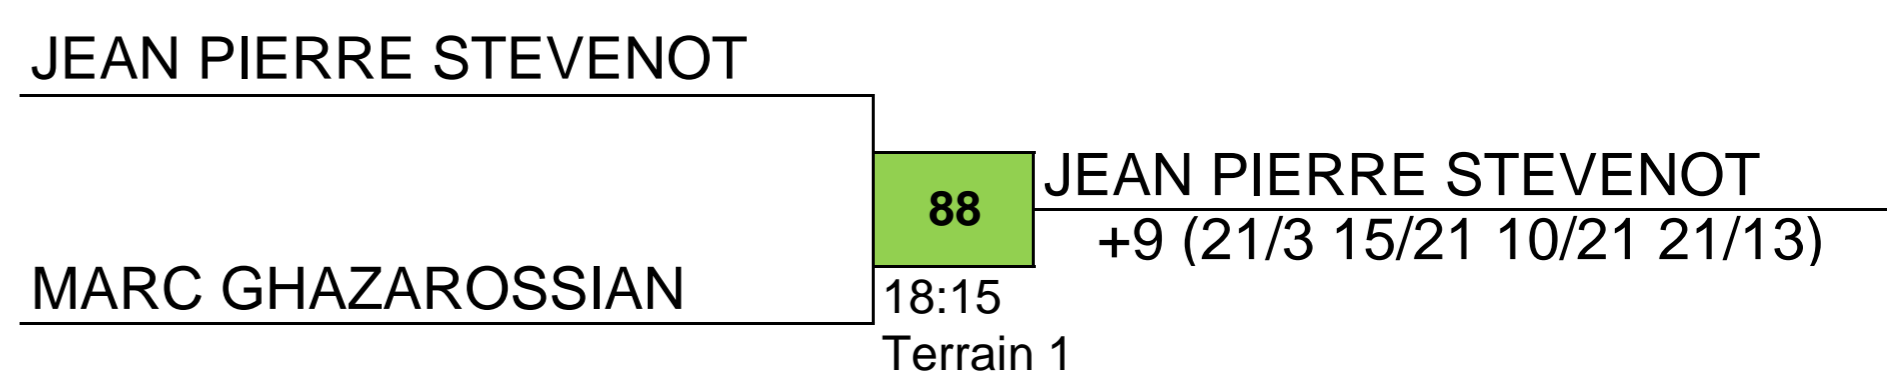 JEAN PIERRE STEVENOT
88
JEAN PIERRE STEVENOT
+9 (21/3 15/21 10/21 21/13)
MARC GHAZAROSSIAN
18:15
Terrain 1